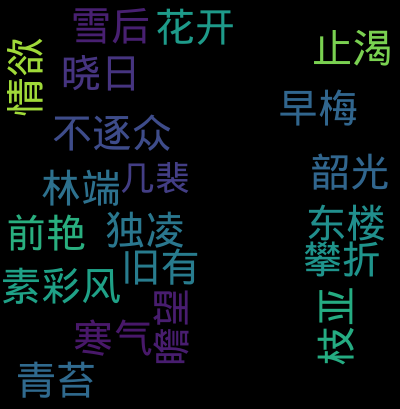 雪后
花开
止渴
情欲
晓日
早梅
不逐众
韶光
林端
几裴
前艳
独凌
东楼
旧有
攀折
素彩风
枝亚
寒气
瞻望
青苔